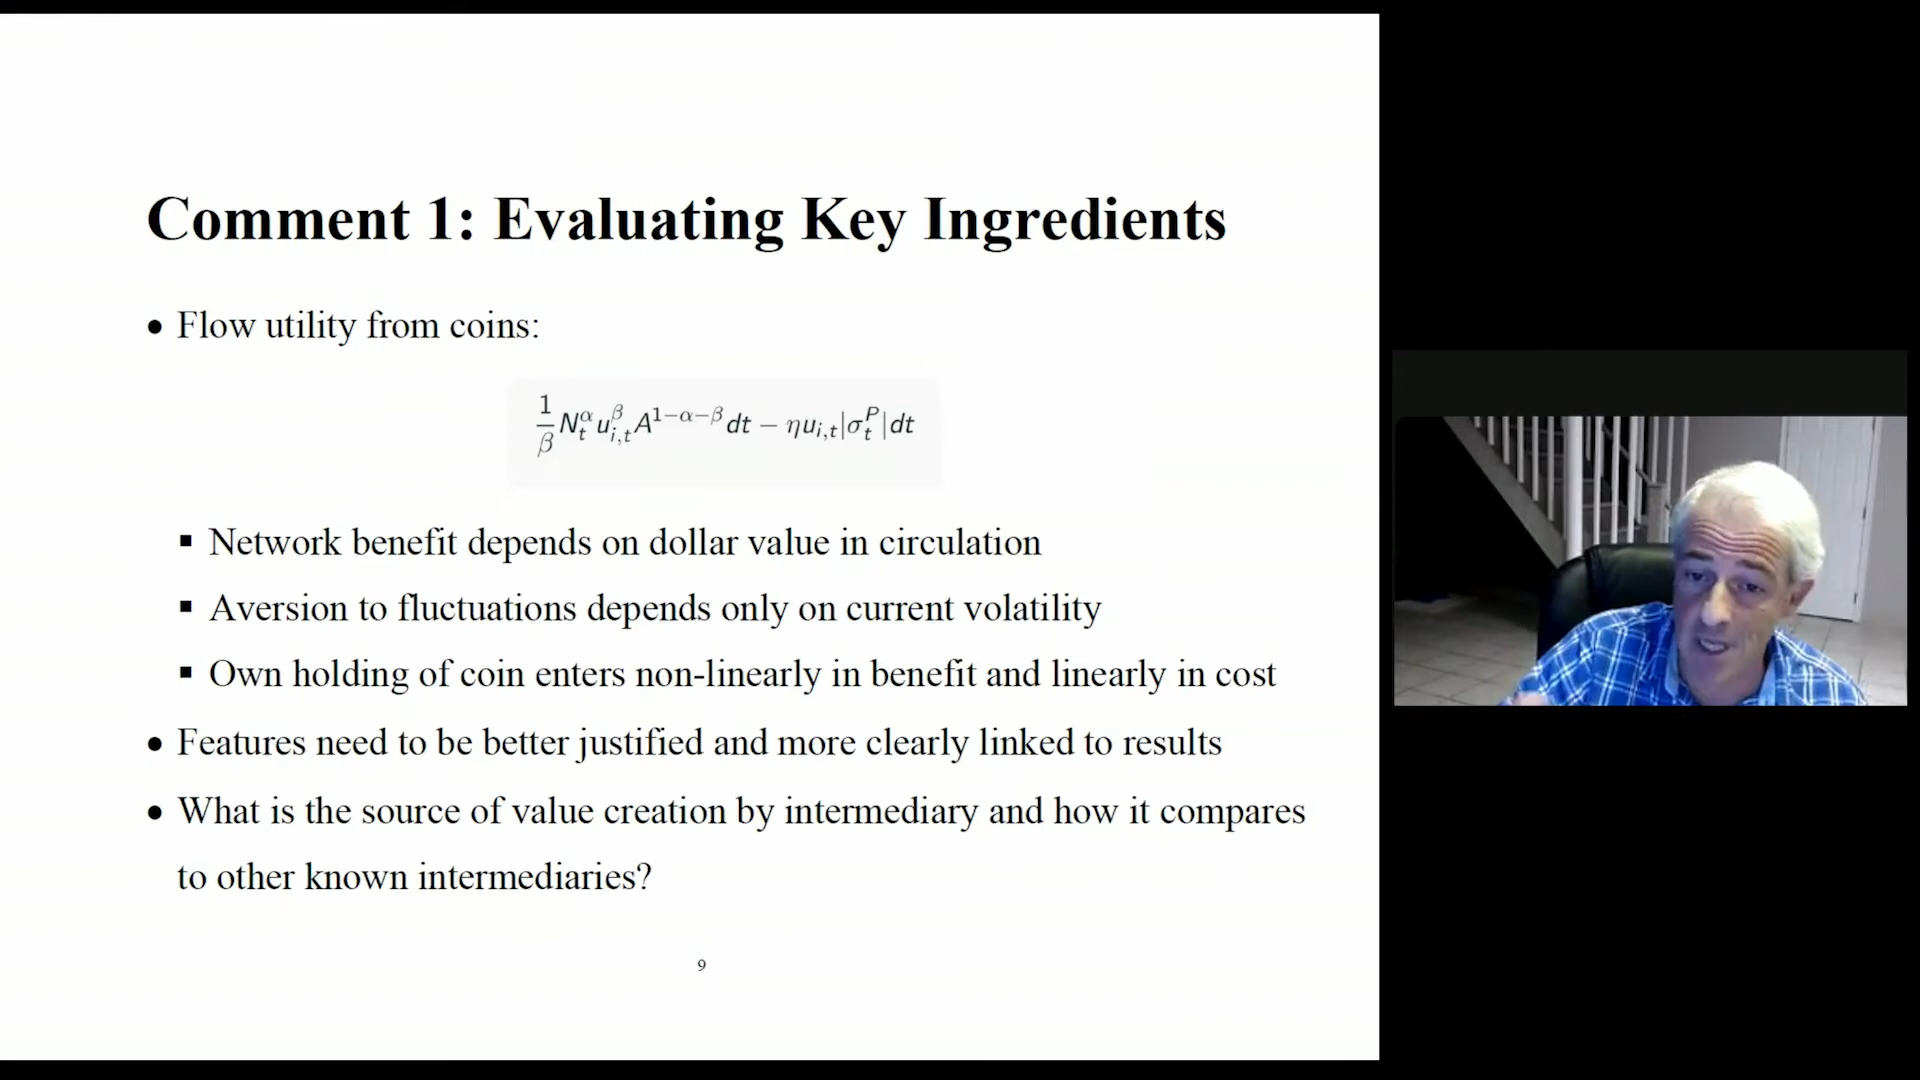 Comment 1: Evaluating Key Ingredients
• Flow utility from coins:
$\frac{1}{\beta} N_t^{\alpha} u_{i,t}^{\beta} A^{1-\alpha-\beta} dt - \eta u_{i,t} |\sigma_t^P| dt$
▪ Network benefit depends on dollar value in circulation
▪ Aversion to fluctuations depends only on current volatility
▪ Own holding of coin enters non-linearly in benefit and linearly in cost
• Features need to be better justified and more clearly linked to results
• What is the source of value creation by intermediary and how it compares
to other known intermediaries?
9